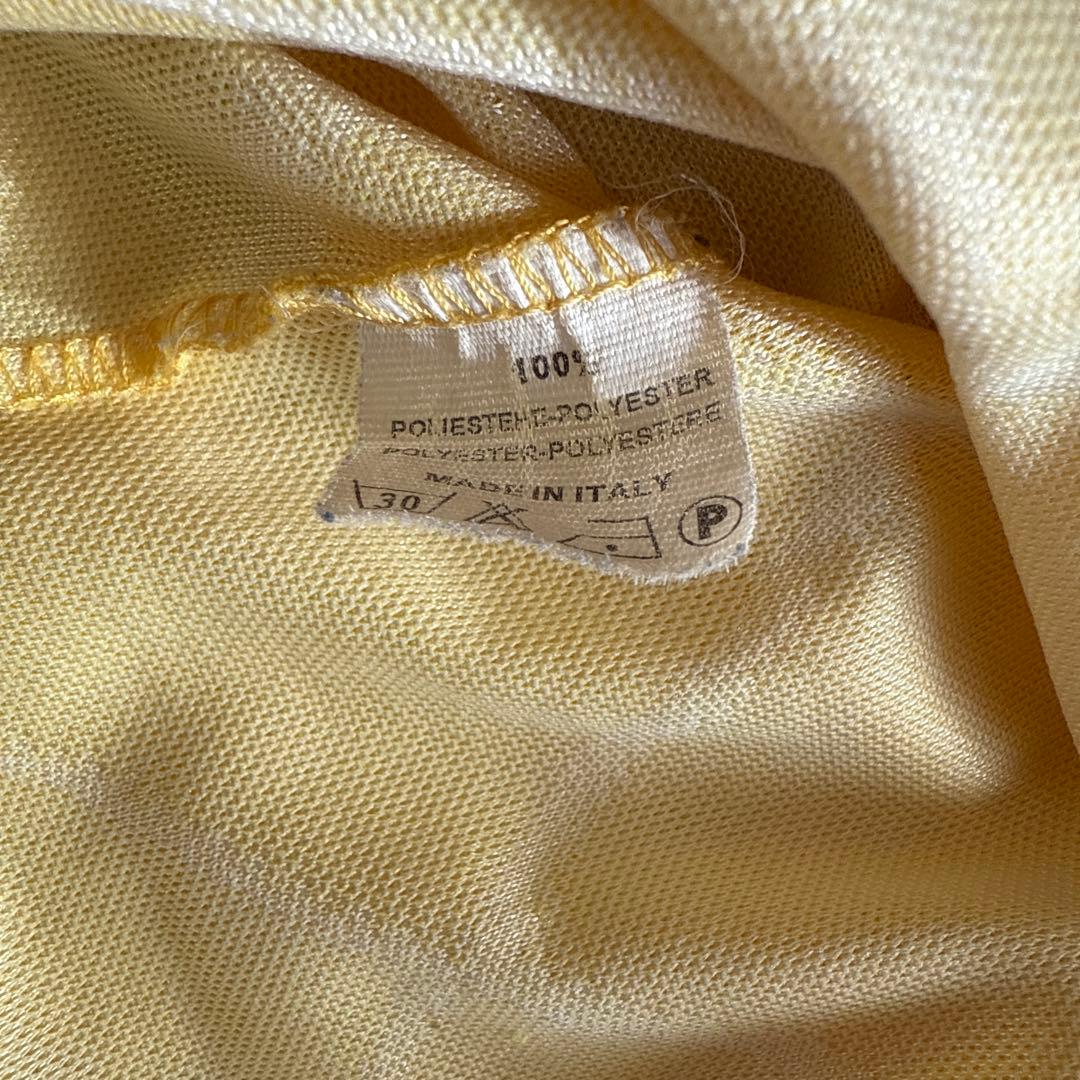 100%
POLIESTERE-POLYESTER
POLYESTER-POLYESTERE
MADE IN ITALY
30 P